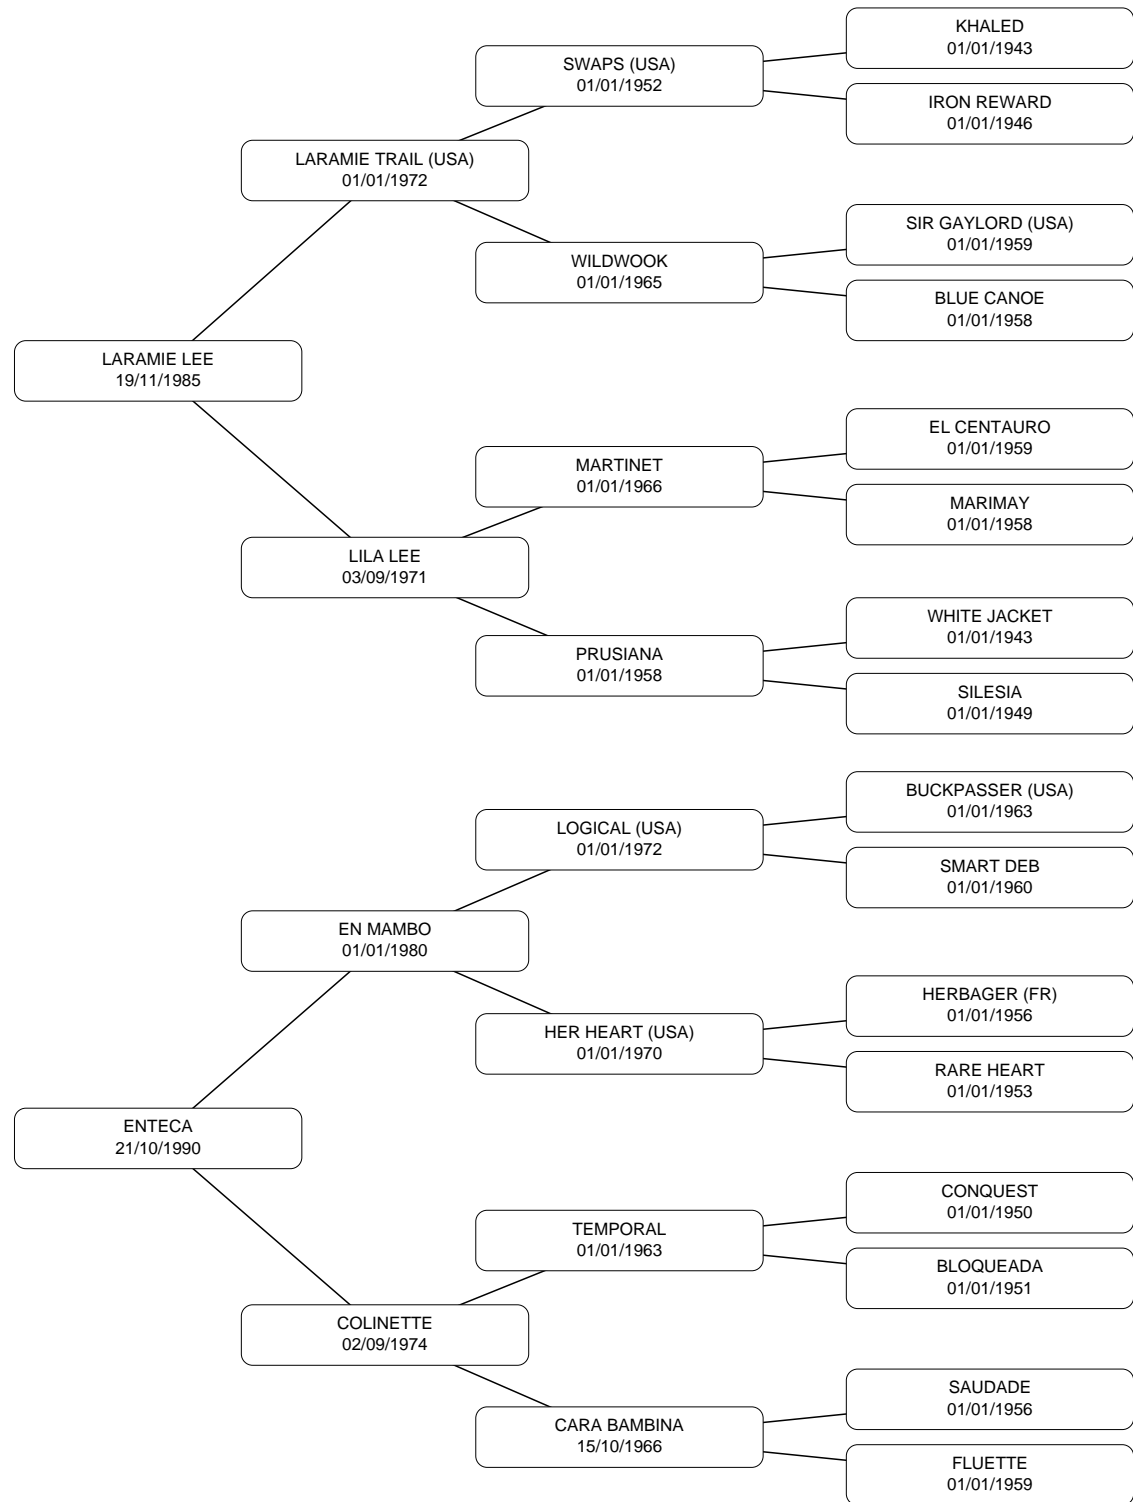 KHALED
01/01/1943
SWAPS (USA)
01/01/1952
IRON REWARD
01/01/1946
LARAMIE TRAIL (USA)
01/01/1972
SIR GAYLORD (USA)
01/01/1959
WILDWOOK
01/01/1965
BLUE CANOE
01/01/1958
LARAMIE LEE
19/11/1985
EL CENTAURO
01/01/1959
MARTINET
01/01/1966
MARIMAY
01/01/1958
LILA LEE
03/09/1971
WHITE JACKET
01/01/1943
PRUSIANA
01/01/1958
SILESIA
01/01/1949
BUCKPASSER (USA)
01/01/1963
LOGICAL (USA)
01/01/1972
SMART DEB
01/01/1960
EN MAMBO
01/01/1980
HERBAGER (FR)
01/01/1956
HER HEART (USA)
01/01/1970
RARE HEART
01/01/1953
ENTECA
21/10/1990
CONQUEST
01/01/1950
TEMPORAL
01/01/1963
BLOQUEADA
01/01/1951
COLINETTE
02/09/1974
SAUDADE
01/01/1956
CARA BAMBINA
15/10/1966
FLUETTE
01/01/1959